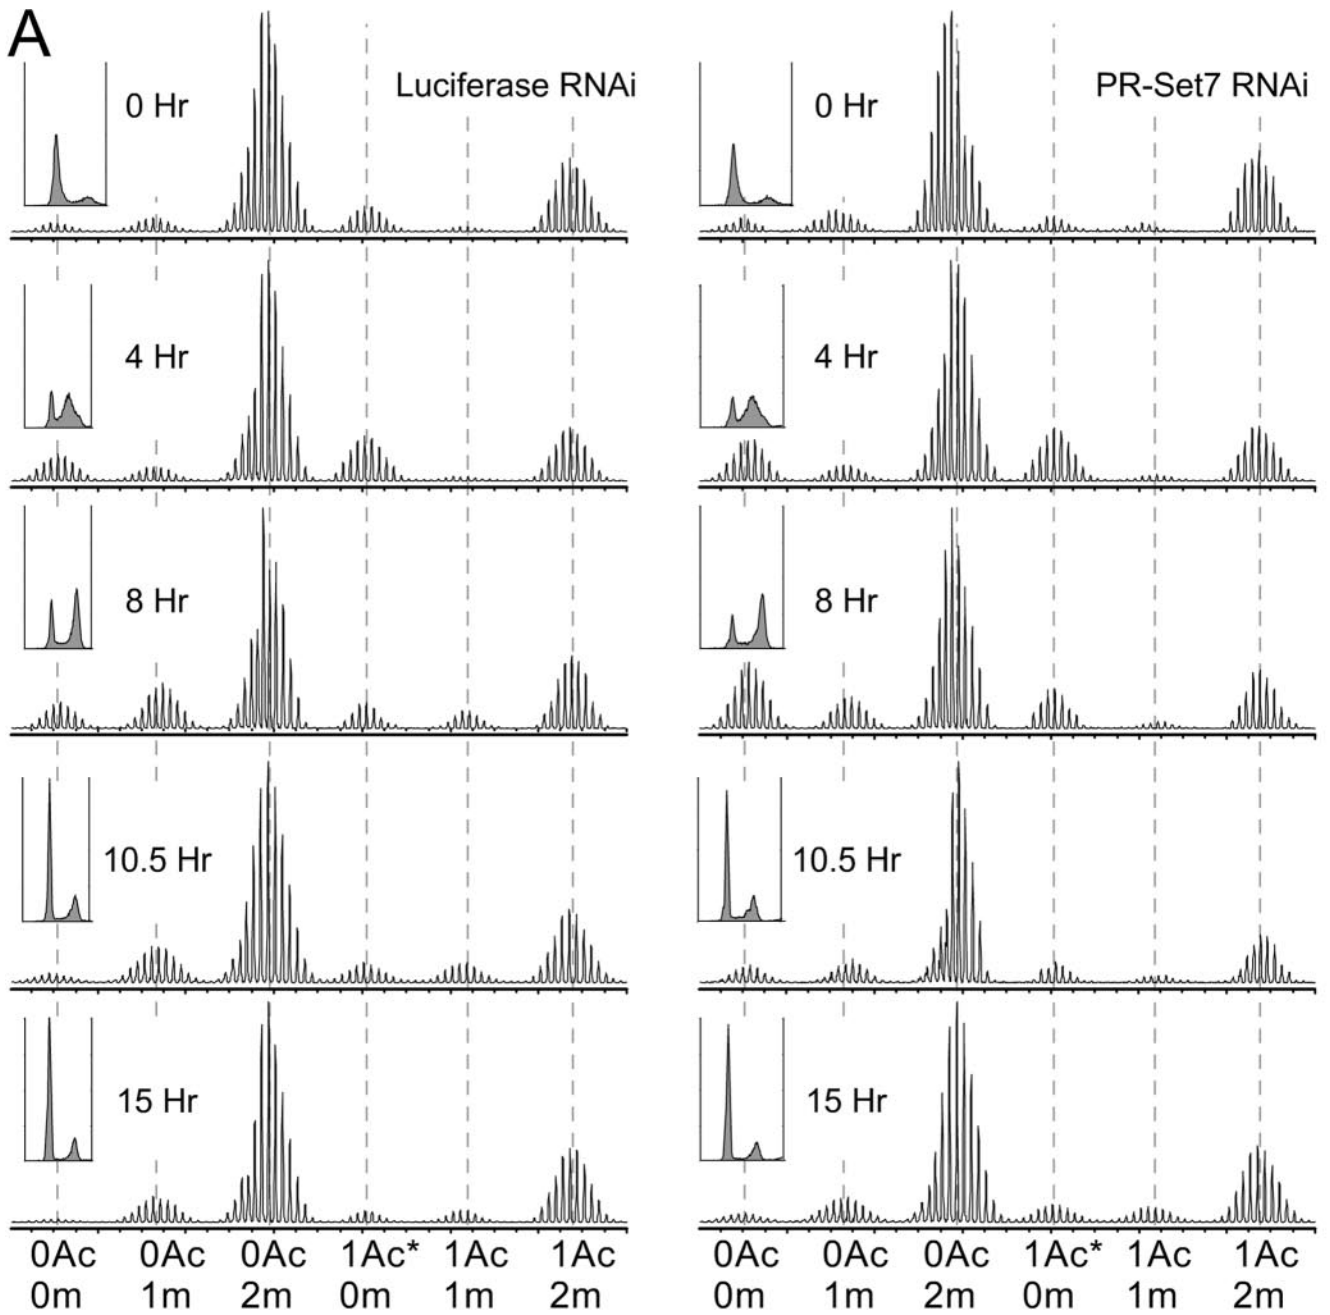 A
Luciferase RNAi
PR-Set7 RNAi
0 Hr
0 Hr
4 Hr
4 Hr
8 Hr
8 Hr
10.5 Hr
10.5 Hr
15 Hr
15 Hr
0Ac 0Ac 0Ac 1Ac* 1Ac 1Ac 0Ac 0Ac 0Ac 1Ac* 1Ac 1Ac
0m 1m 2m 0m 1m 2m 0m 1m 2m 0m 1m 2m